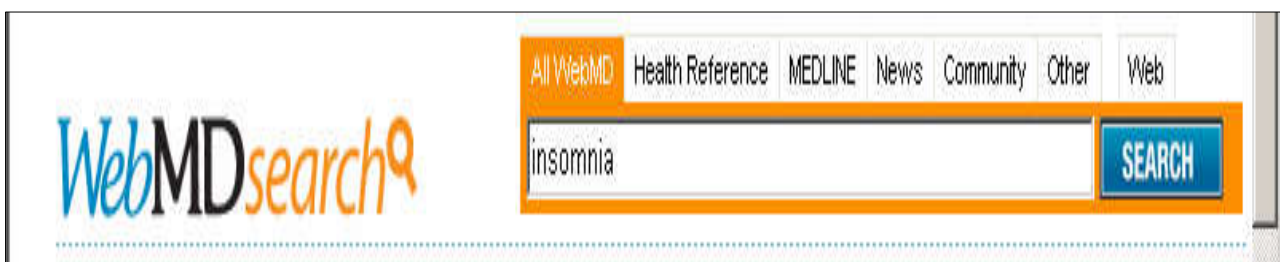 All WebMD Health Reference MEDLINE News Community Other Web
WebMDsearch
insomnia SEARCH